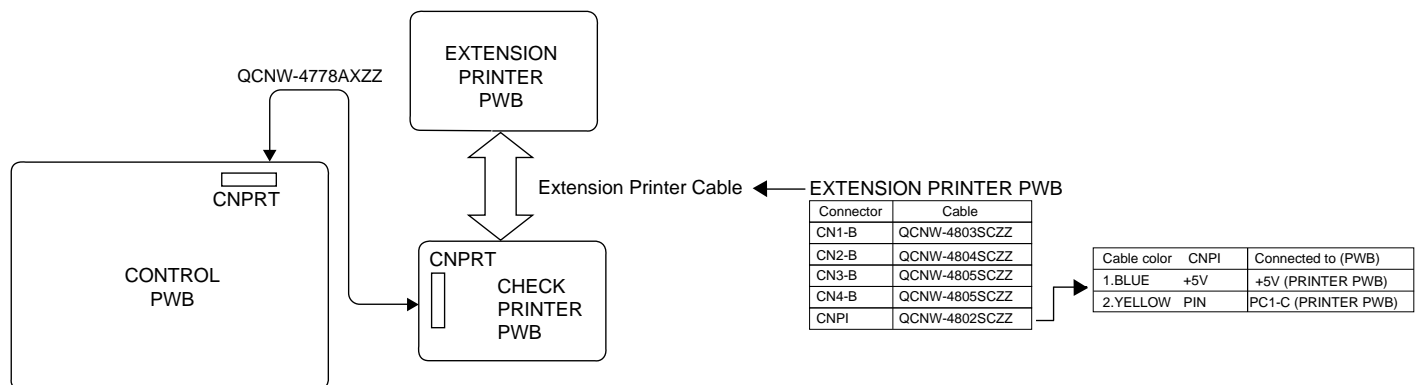 EXTENSION
PRINTER
PWB
QCNW-4778AXZZ
CNPRT
CONTROL
PWB
Extension Printer Cable
CNPRT
CHECK
PRINTER
PWB
EXTENSION PRINTER PWB
Connector Cable
CN1-B QCNW-4803SCZZ
CN2-B QCNW-4804SCZZ
CN3-B QCNW-4805SCZZ
CN4-B QCNW-4805SCZZ
CNPI QCNW-4802SCZZ
Cable color CNPI Connected to (PWB)
1.BLUE +5V +5V (PRINTER PWB)
2.YELLOW PIN PC1-C (PRINTER PWB)